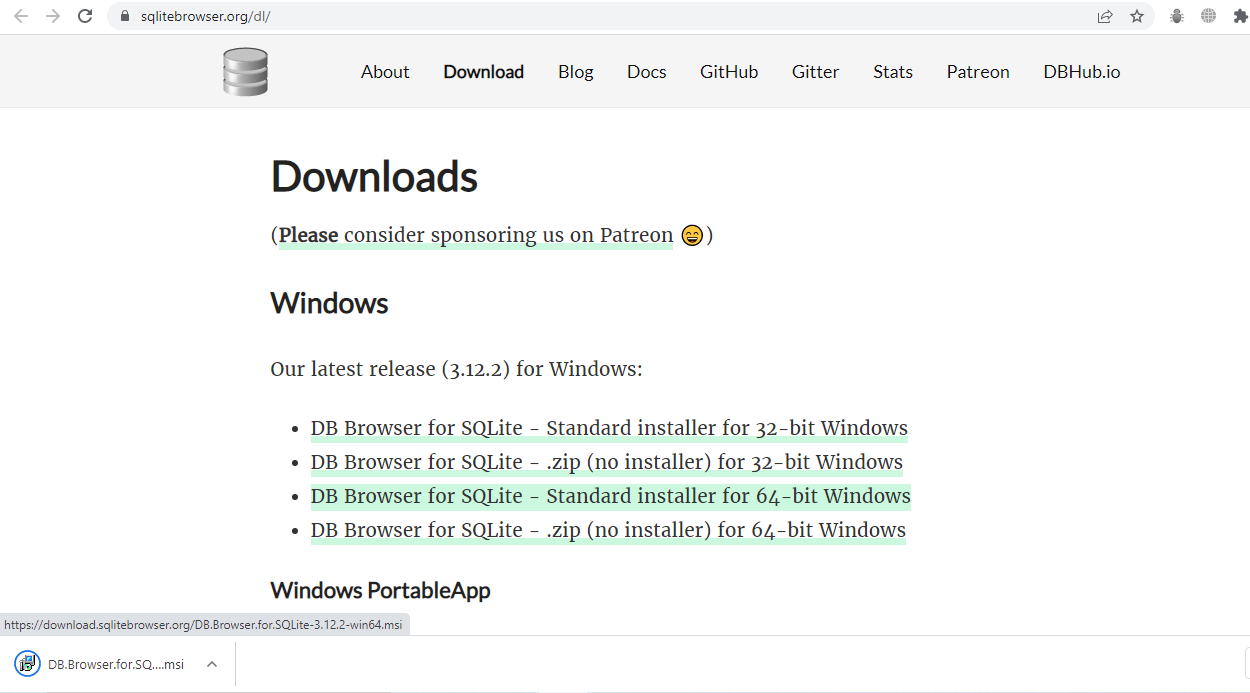 sqlitebrowser.org/dl/
About Download Blog Docs GitHub Gitter Stats Patreon DBHub.io
Downloads
(Please consider sponsoring us on Patreon 😄)
Windows
Our latest release (3.12.2) for Windows:
• DB Browser for SQLite - Standard installer for 32-bit Windows
• DB Browser for SQLite - .zip (no installer) for 32-bit Windows
• DB Browser for SQLite - Standard installer for 64-bit Windows
• DB Browser for SQLite - .zip (no installer) for 64-bit Windows
Windows PortableApp
https://download.sqlitebrowser.org/DB.Browser.for.SQLite-3.12.2-win64.msi
DB.Browser.for.SQ....msi